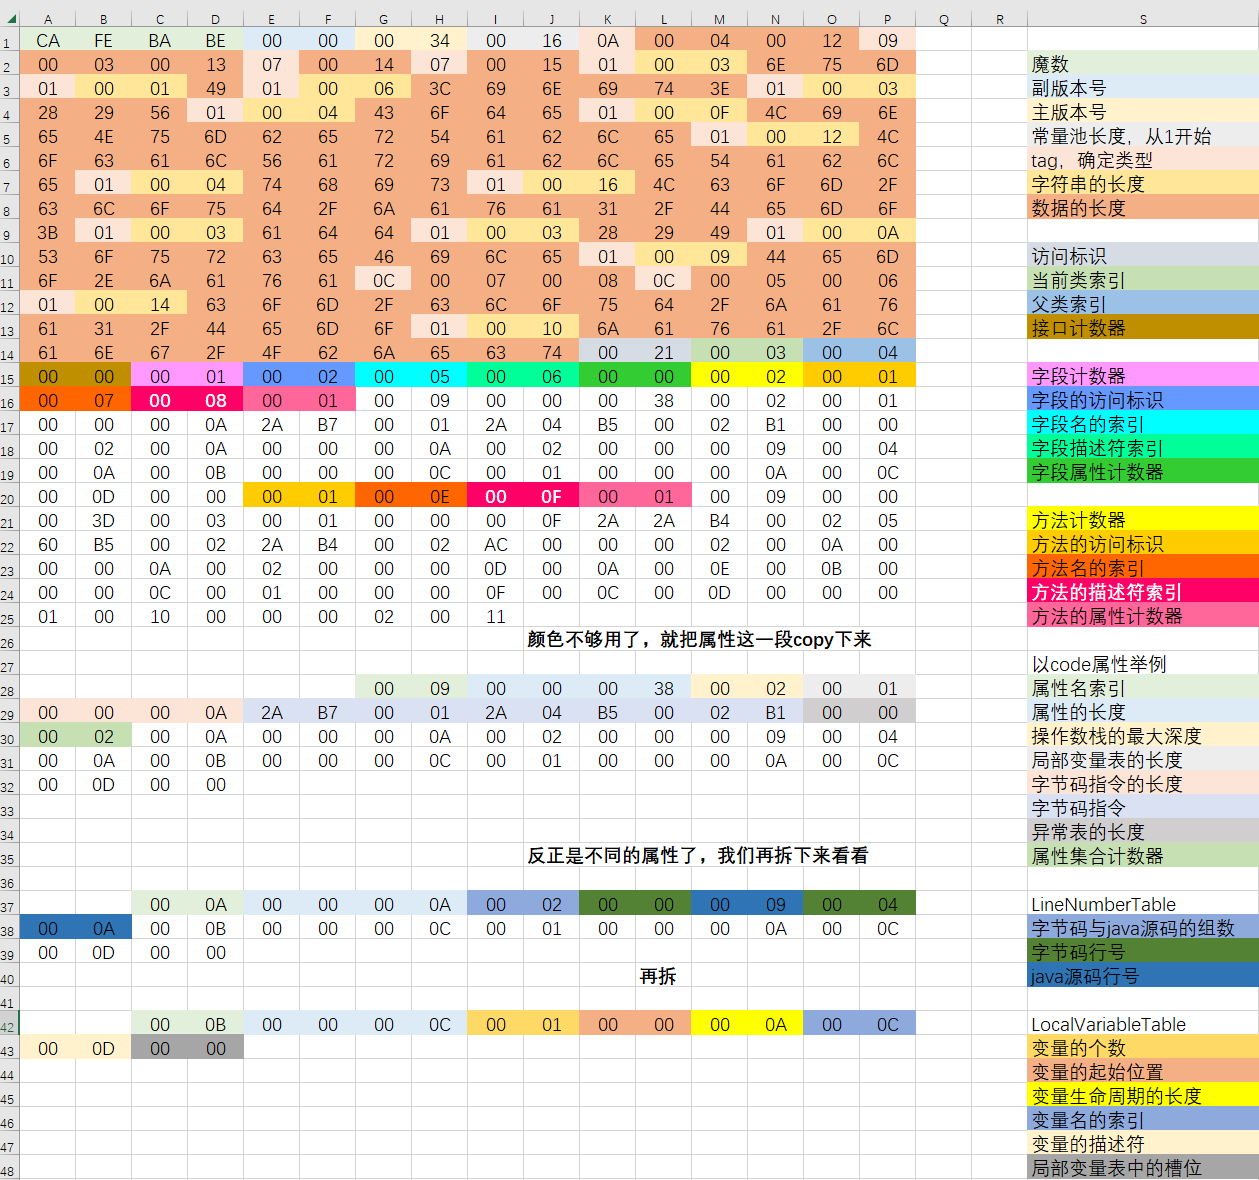 A B C D E F G H I J K L M N O P Q R S
1 CA FE BA BE 00 00 00 34 00 16 0A 00 04 00 12 09
2 00 03 00 13 07 00 14 07 00 15 01 00 03 6E 75 6D 魔数
3 01 00 01 49 01 00 06 3C 69 6E 69 74 3E 01 00 03 副版本号
4 28 29 56 01 00 04 43 6F 64 65 01 00 0F 4C 69 6E 主版本号
5 65 4E 75 6D 62 65 72 54 61 62 6C 65 01 00 12 4C 常量池长度，从1开始
6 6F 63 61 6C 56 61 72 69 61 62 6C 65 54 61 62 6C tag，确定类型
7 65 01 00 04 74 68 69 73 01 00 16 4C 63 6F 6D 2F 字符串的长度
8 63 6C 6F 75 64 2F 6A 61 76 61 31 2F 44 65 6D 6F 数据的长度
9 3B 01 00 03 61 64 64 01 00 03 28 29 49 01 00 0A
10 53 6F 75 72 63 65 46 69 6C 65 01 00 09 44 65 6D 访问标识
11 6F 2E 6A 61 76 61 0C 00 07 00 08 0C 00 05 00 06 当前类索引
12 01 00 14 63 6F 6D 2F 63 6C 6F 75 64 2F 6A 61 76 父类索引
13 61 31 2F 44 65 6D 6F 01 00 10 6A 61 76 61 2F 6C 接口计数器
14 61 6E 67 2F 4F 62 6A 65 63 74 00 21 00 03 00 04
15 00 00 00 01 00 02 00 05 00 06 00 00 00 02 00 01 字段计数器
16 00 07 00 08 00 01 00 09 00 00 00 38 00 02 00 01 字段的访问标识
17 00 00 00 0A 2A B7 00 01 2A 04 B5 00 02 B1 00 00 字段名的索引
18 00 02 00 0A 00 00 00 0A 00 02 00 00 00 09 00 04 字段描述符索引
19 00 0A 00 0B 00 00 00 0C 00 01 00 00 00 0A 00 0C 字段属性计数器
20 00 0D 00 00 00 01 00 0E 00 0F 00 01 00 09 00 00
21 00 3D 00 03 00 01 00 00 00 0F 2A 2A B4 00 02 05 方法计数器
22 60 B5 00 02 2A B4 00 02 AC 00 00 00 02 00 0A 00 方法的访问标识
23 00 00 0A 00 02 00 00 00 0D 00 0A 00 0E 00 0B 00 方法名的索引
24 00 00 0C 00 01 00 00 00 0F 00 0C 00 0D 00 00 00 方法的描述符索引
25 01 00 10 00 00 00 02 00 11 方法的属性计数器
26 颜色不够用了，就把属性这一段copy下来
27 以code属性举例
28 00 09 00 00 00 38 00 02 00 01 属性名索引
29 00 00 00 0A 2A B7 00 01 2A 04 B5 00 02 B1 00 00 属性的长度
30 00 02 00 0A 00 00 00 0A 00 02 00 00 00 09 00 04 操作数栈的最大深度
31 00 0A 00 0B 00 00 00 0C 00 01 00 00 00 0A 00 0C 局部变量表的长度
32 00 0D 00 00 字节码指令的长度
33 字节码指令
34 异常表的长度
35 反正是不同的属性了，我们再拆下来看看 属性集合计数器
36
37 00 0A 00 00 00 0A 00 02 00 00 00 09 00 04 LineNumberTable
38 00 0A 00 0B 00 00 00 0C 00 01 00 00 00 0A 00 0C 字节码与java源码的组数
39 00 0D 00 00 字节码行号
40 再拆 java源码行号
41
42 00 0B 00 00 00 0C 00 01 00 00 00 0A 00 0C LocalVariableTable
43 00 0D 00 00 变量的个数
44 变量的起始位置
45 变量生命周期的长度
46 变量名的索引
47 变量的描述符
48 局部变量表中的槽位